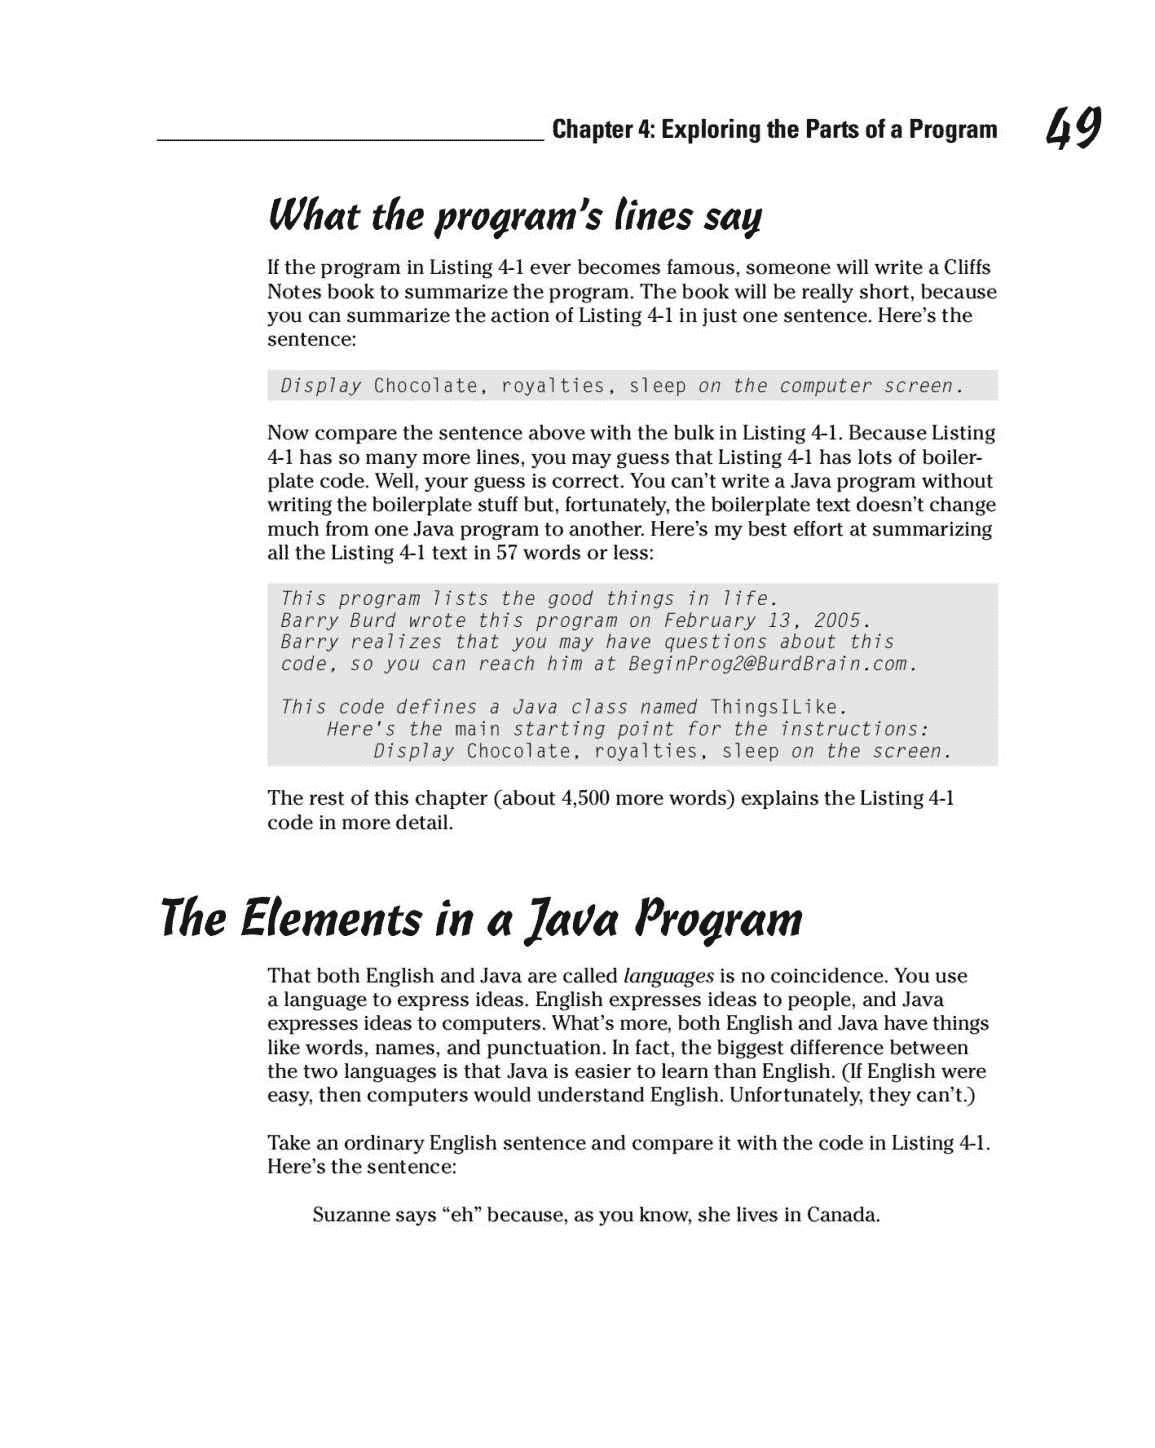 Chapter 4: Exploring the Parts of a Program 49
What the program's lines say
If the program in Listing 4-1 ever becomes famous, someone will write a Cliffs
Notes book to summarize the program. The book will be really short, because
you can summarize the action of Listing 4-1 in just one sentence. Here's the
sentence:
Display Chocolate, royalties, sleep on the computer screen.
Now compare the sentence above with the bulk in Listing 4-1. Because Listing
4-1 has so many more lines, you may guess that Listing 4-1 has lots of boiler-
plate code. Well, your guess is correct. You can't write a Java program without
writing the boilerplate stuff but, fortunately, the boilerplate text doesn't change
much from one Java program to another. Here's my best effort at summarizing
all the Listing 4-1 text in 57 words or less:
This program lists the good things in life.
Barry Burd wrote this program on February 13, 2005.
Barry realizes that you may have questions about this
code, so you can reach him at BeginProg2@BurdBrain.com.
This code defines a Java class named ThingsILike.
Here's the main starting point for the instructions:
Display Chocolate, royalties, sleep on the screen.
The rest of this chapter (about 4,500 more words) explains the Listing 4-1
code in more detail.
The Elements in a Java Program
That both English and Java are called languages is no coincidence. You use
a language to express ideas. English expresses ideas to people, and Java
expresses ideas to computers. What's more, both English and Java have things
like words, names, and punctuation. In fact, the biggest difference between
the two languages is that Java is easier to learn than English. (If English were
easy, then computers would understand English. Unfortunately, they can't.)
Take an ordinary English sentence and compare it with the code in Listing 4-1.
Here's the sentence:
Suzanne says “eh” because, as you know, she lives in Canada.